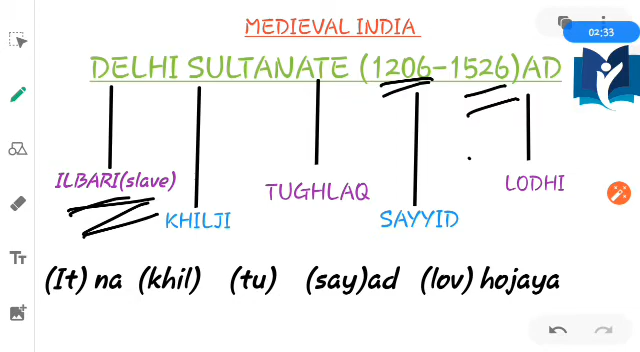 MEDIEVAL INDIA
02:33
DELHI SULTANATE (1206-1526)AD
ILBARI(slave)
KHILJI
TUGHLAQ
SAYYID
LODHI
(It) na (khil) (tu) (say)ad (lov) hojaya
Tт